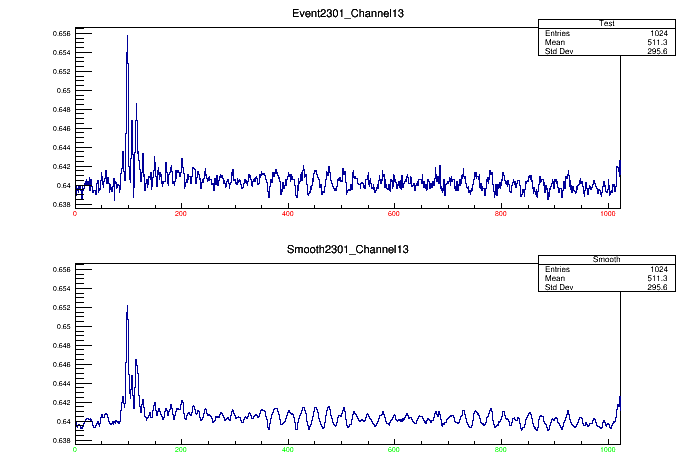 Event2301_Channel13
Test
Entries 1024
Mean 511.3
Std Dev 295.6
0.656
0.654
0.652
0.65
0.648
0.646
0.644
0.642
0.64
0.638
0 200 400 600 800 1000
Smooth2301_Channel13
Smooth
Entries 1024
Mean 511.3
Std Dev 295.6
0.656
0.654
0.652
0.65
0.648
0.646
0.644
0.642
0.64
0.638
0 200 400 600 800 1000